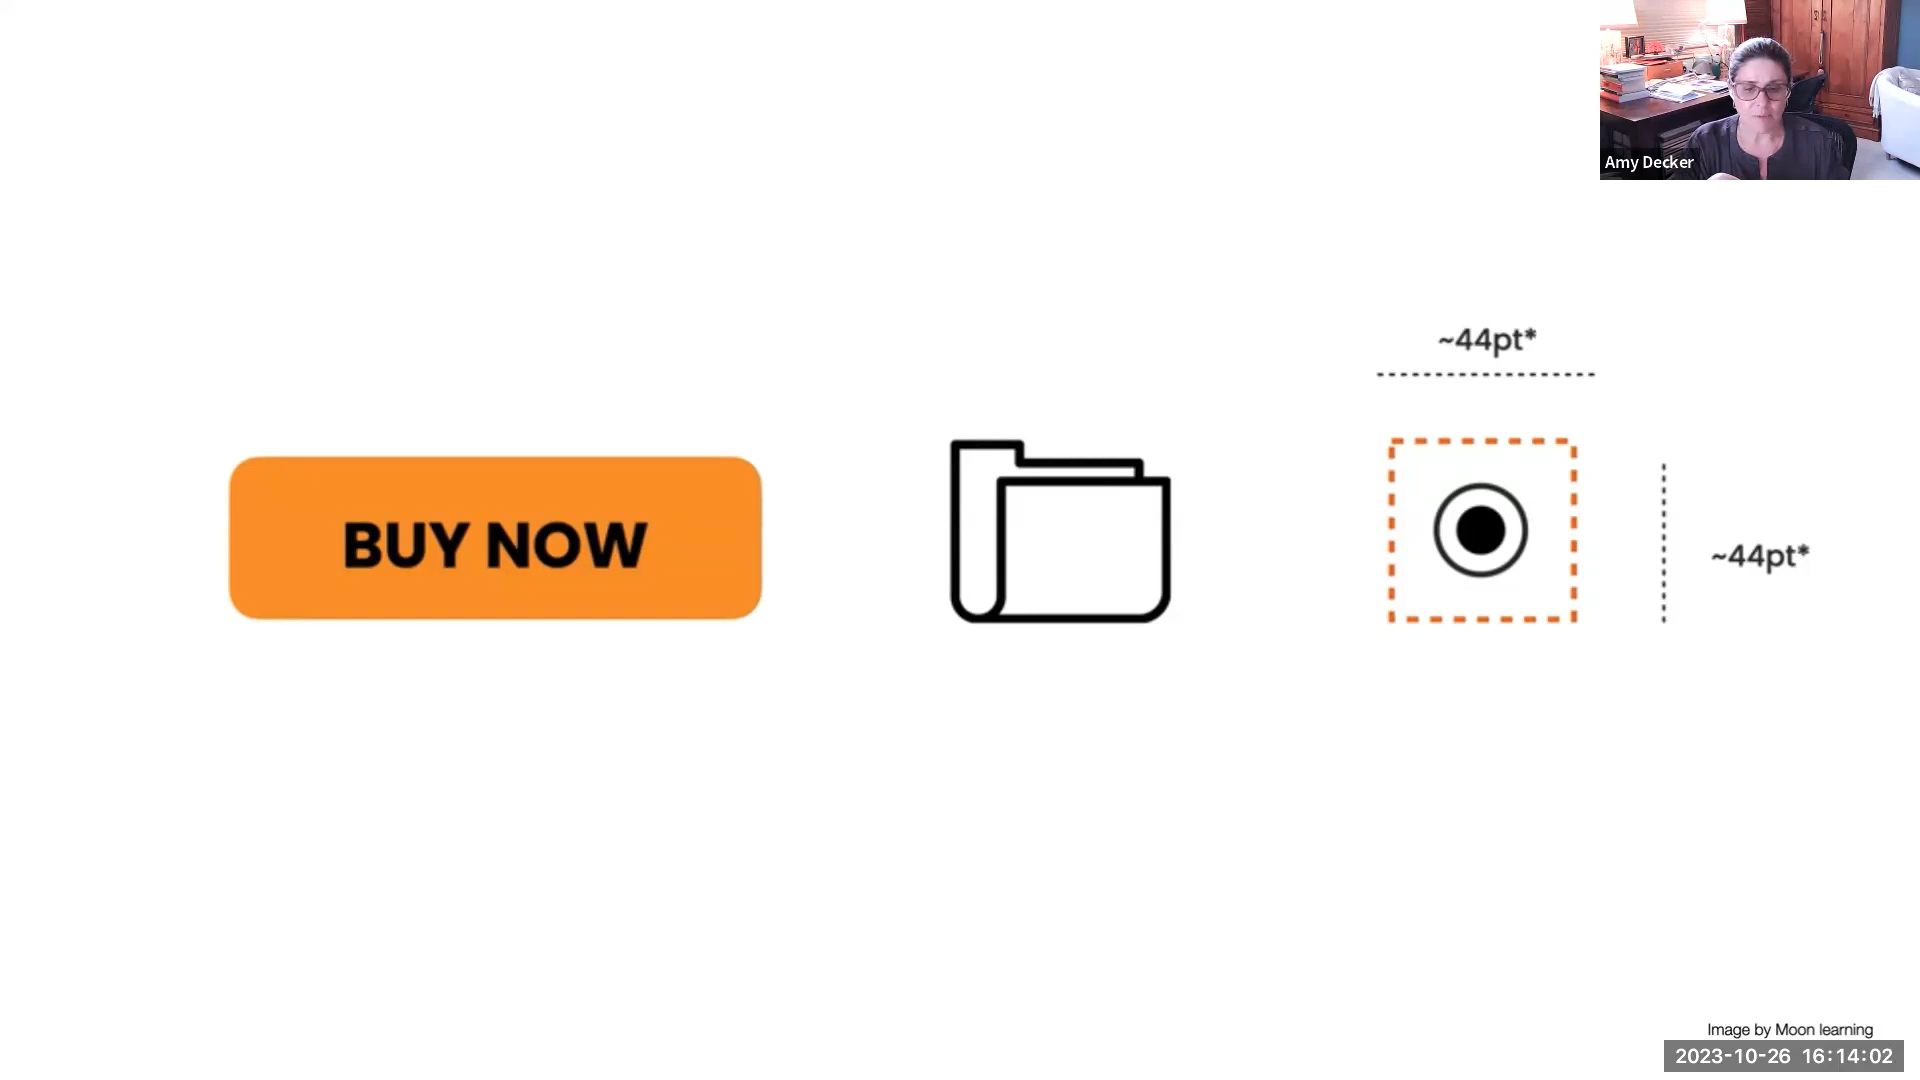 Amy Decker
~44pt*
BUY NOW
~44pt*
Image by Moon learning
2023-10-26 16:14:02